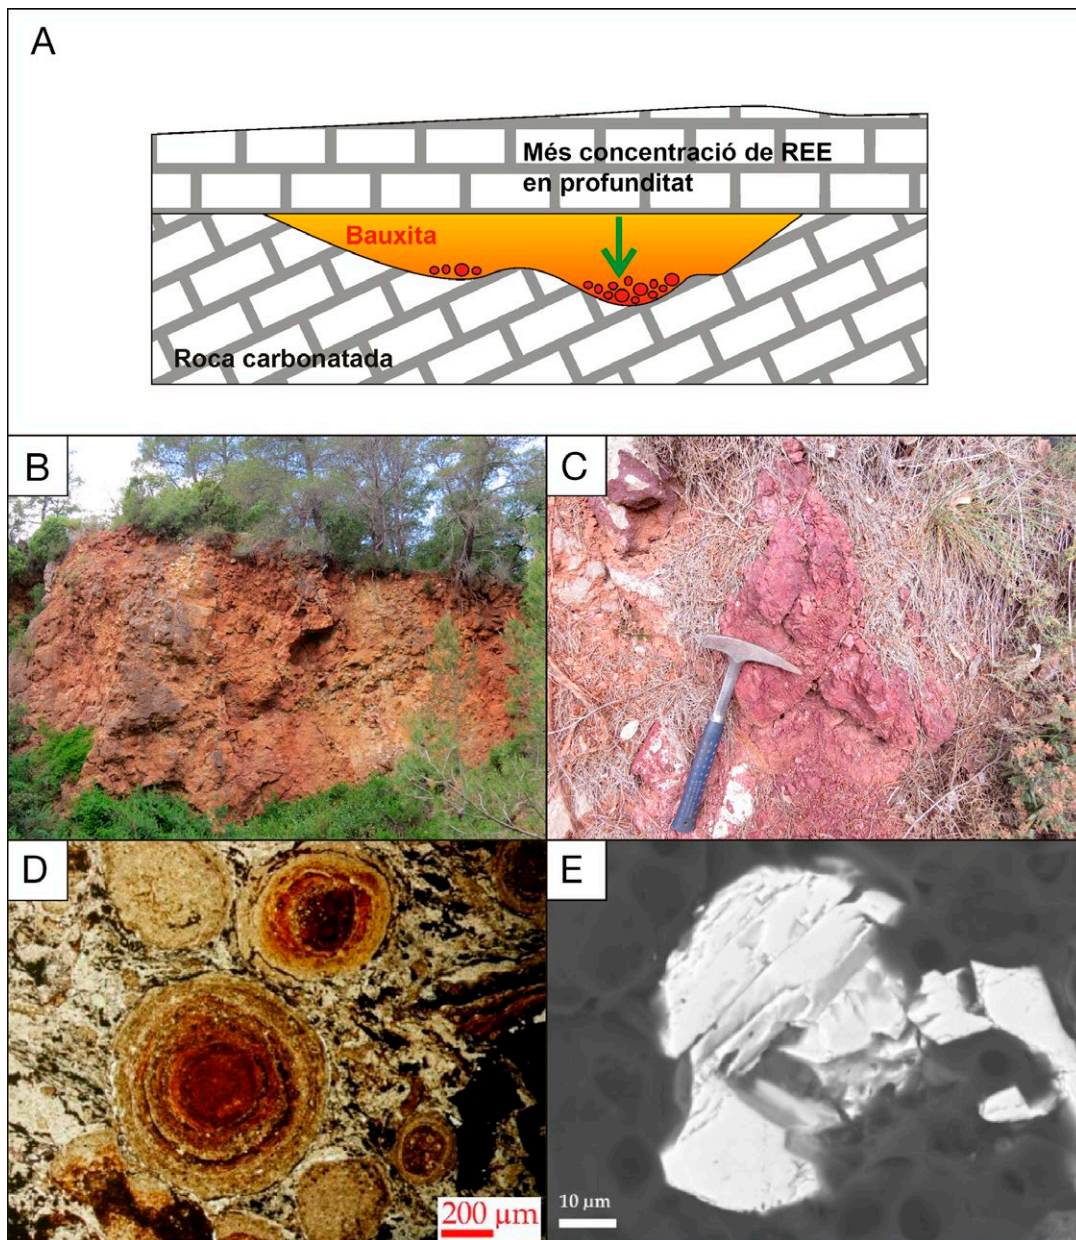 A
Més concentració de REE
en profunditat
Bauxita
Roca carbonatada
B
C
D
200 µm
E
10 µm